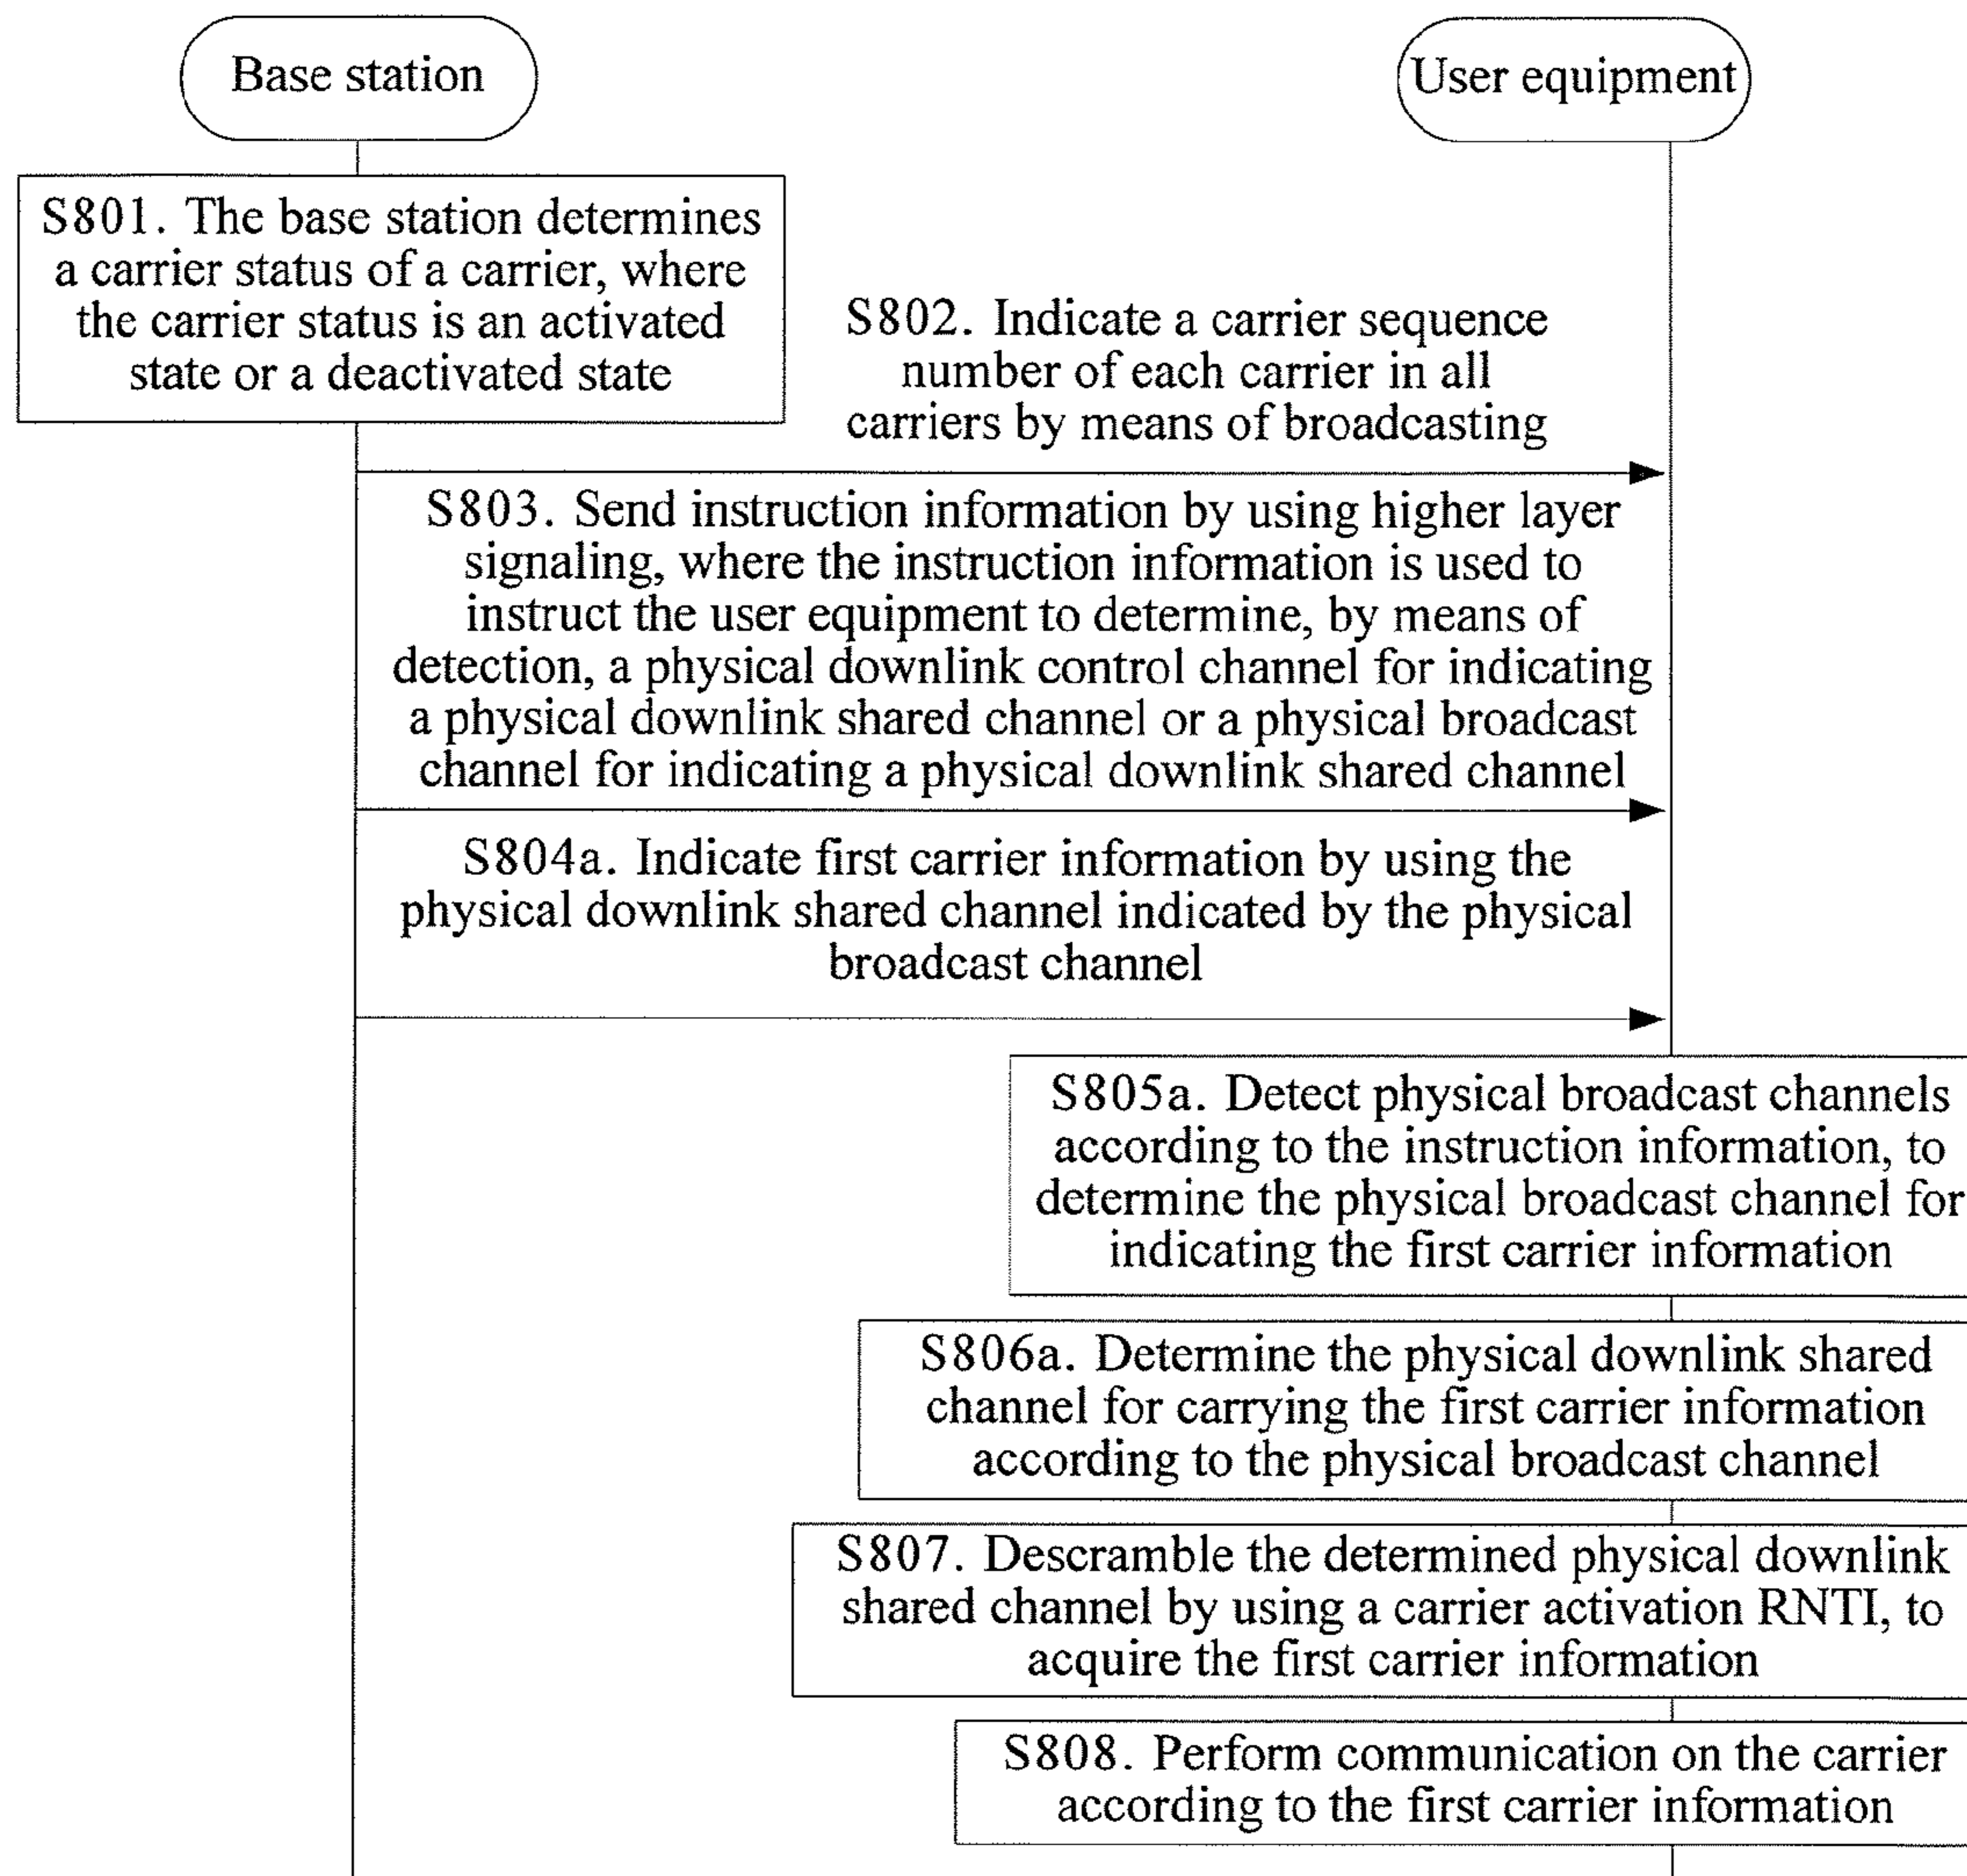 Base station
User equipment
S801. The base station determines
a carrier status of a carrier, where
the carrier status is an activated
state or a deactivated state
S802. Indicate a carrier sequence
number of each carrier in all
carriers by means of broadcasting
S803. Send instruction information by using higher layer
signaling, where the instruction information is used to
instruct the user equipment to determine, by means of
detection, a physical downlink control channel for indicating
a physical downlink shared channel or a physical broadcast
channel for indicating a physical downlink shared channel
S804a. Indicate first carrier information by using the
physical downlink shared channel indicated by the physical
broadcast channel
S805a. Detect physical broadcast channels
according to the instruction information, to
determine the physical broadcast channel for
indicating the first carrier information
S806a. Determine the physical downlink shared
channel for carrying the first carrier information
according to the physical broadcast channel
S807. Descramble the determined physical downlink
shared channel by using a carrier activation RNTI, to
acquire the first carrier information
S808. Perform communication on the carrier
according to the first carrier information